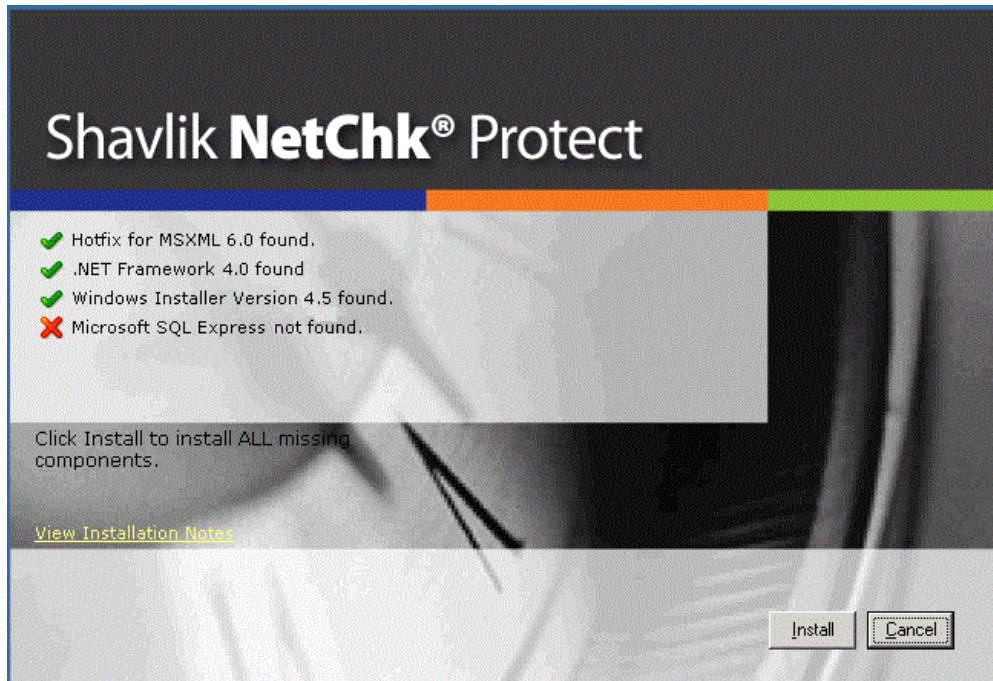 Shavlik NetChk® Protect
Hotfix for MSXML 6.0 found.
.NET Framework 4.0 found
Windows Installer Version 4.5 found.
Microsoft SQL Express not found.
Click Install to install ALL missing
components.
View Installation Notes
Install
Cancel